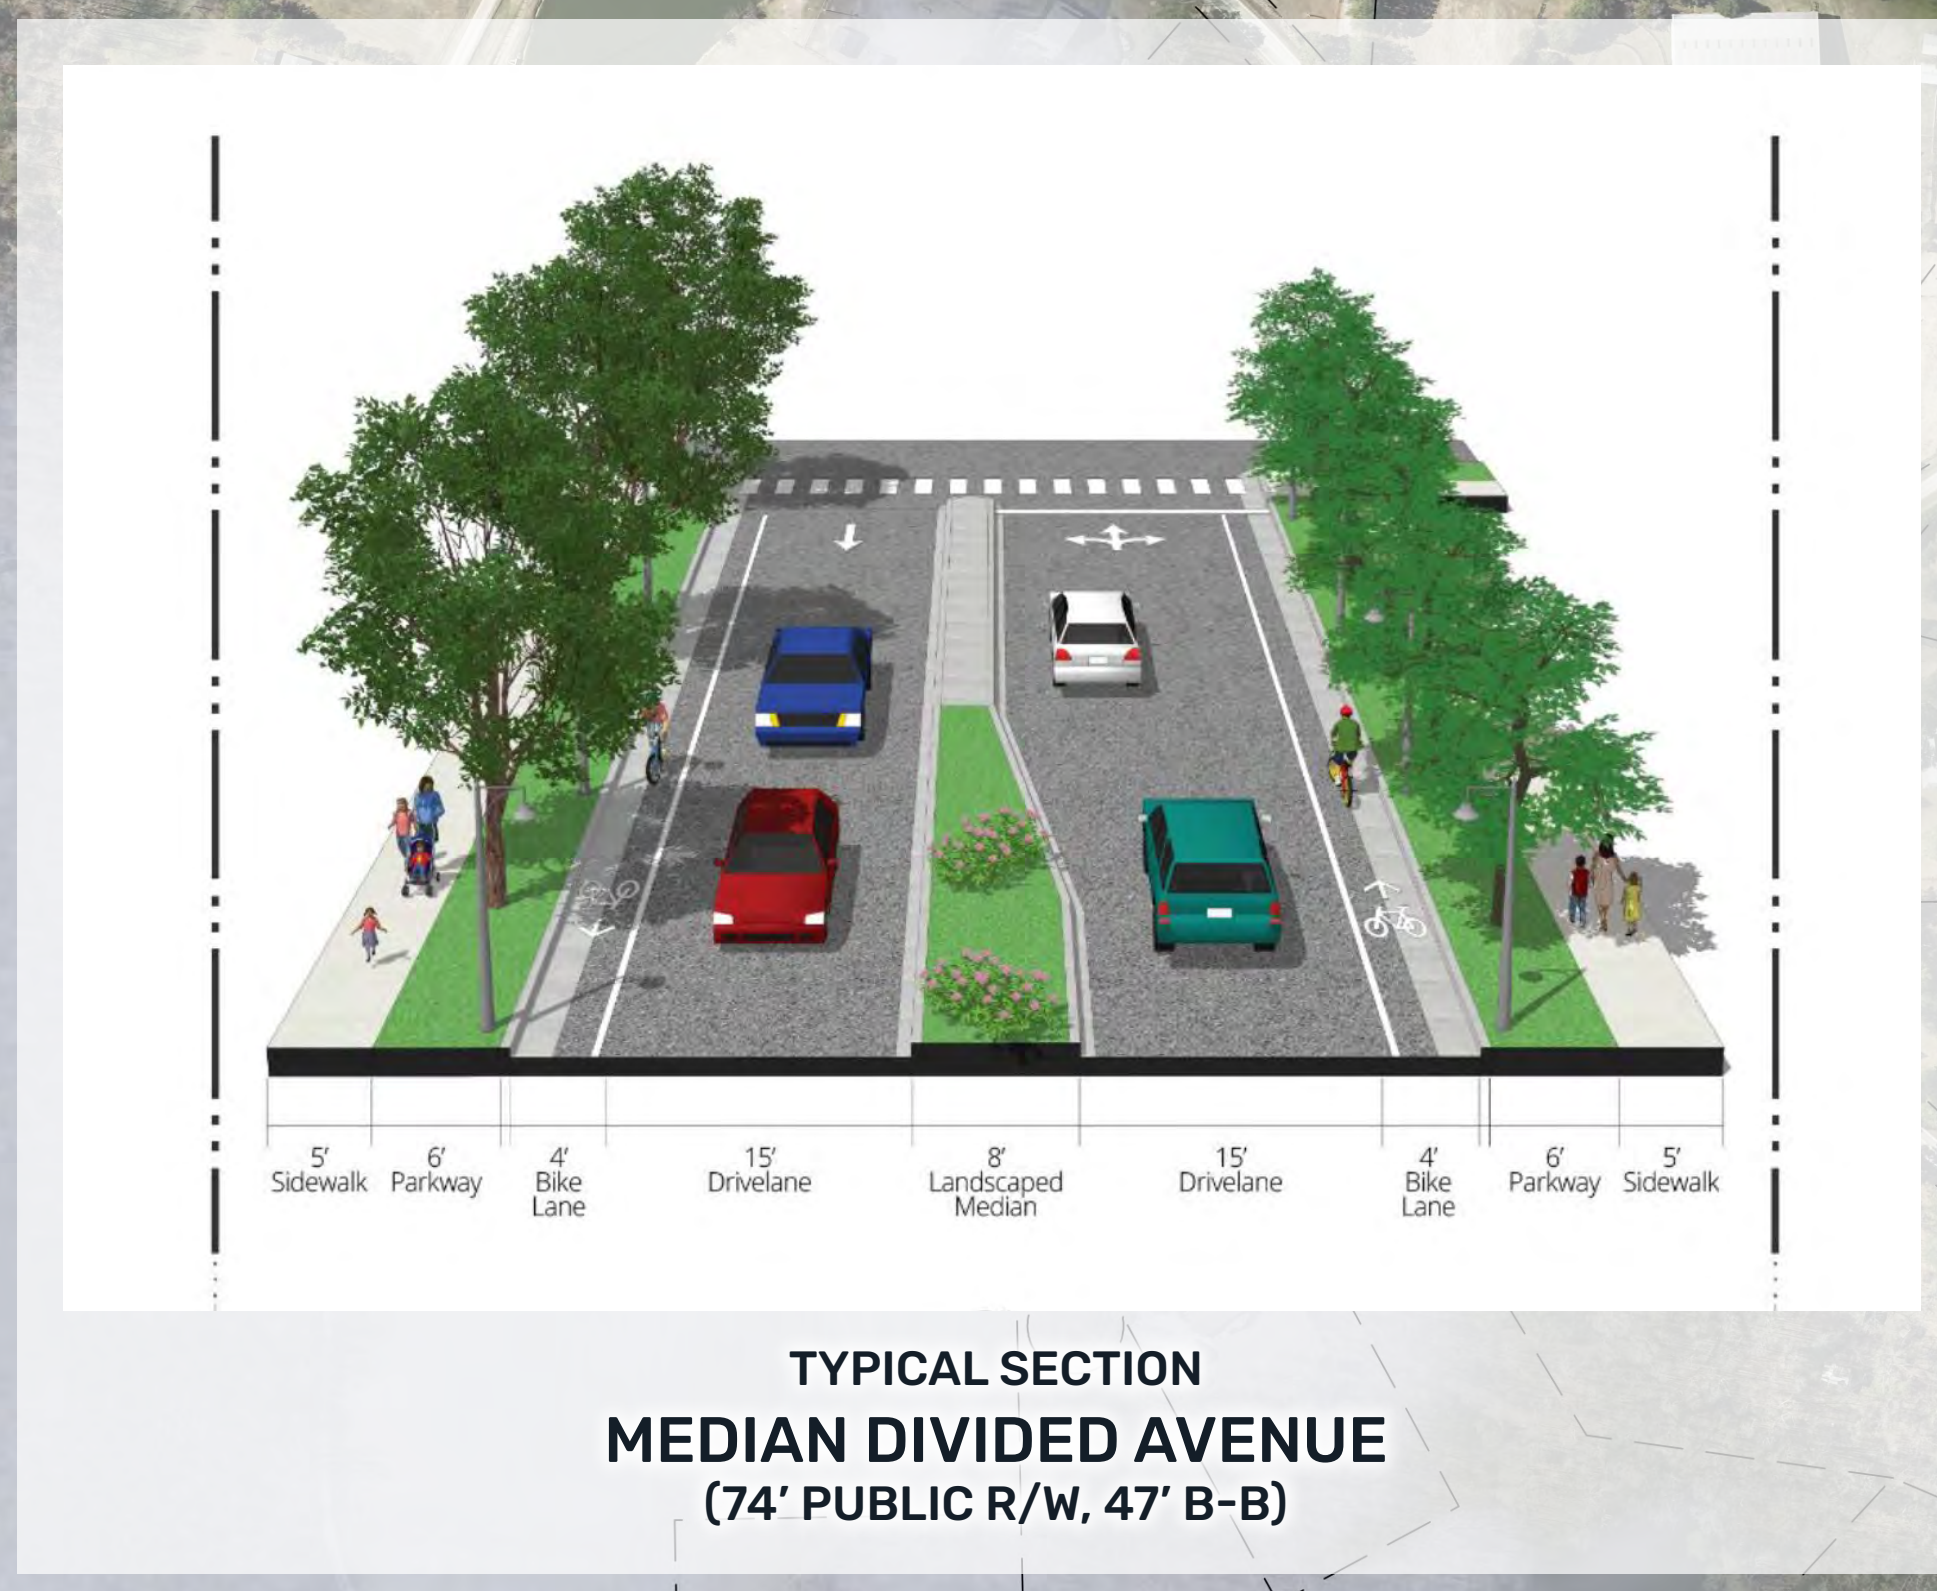 5’ 6’ 4’ 15’ 8’ 15’ 4’ 6’ 5’
Sidewalk Parkway Bike Drivelane Landscaped Drivelane Bike Parkway Sidewalk
Lane Median Lane
TYPICAL SECTION
MEDIAN DIVIDED AVENUE
(74’ PUBLIC R/W, 47’ B-B)